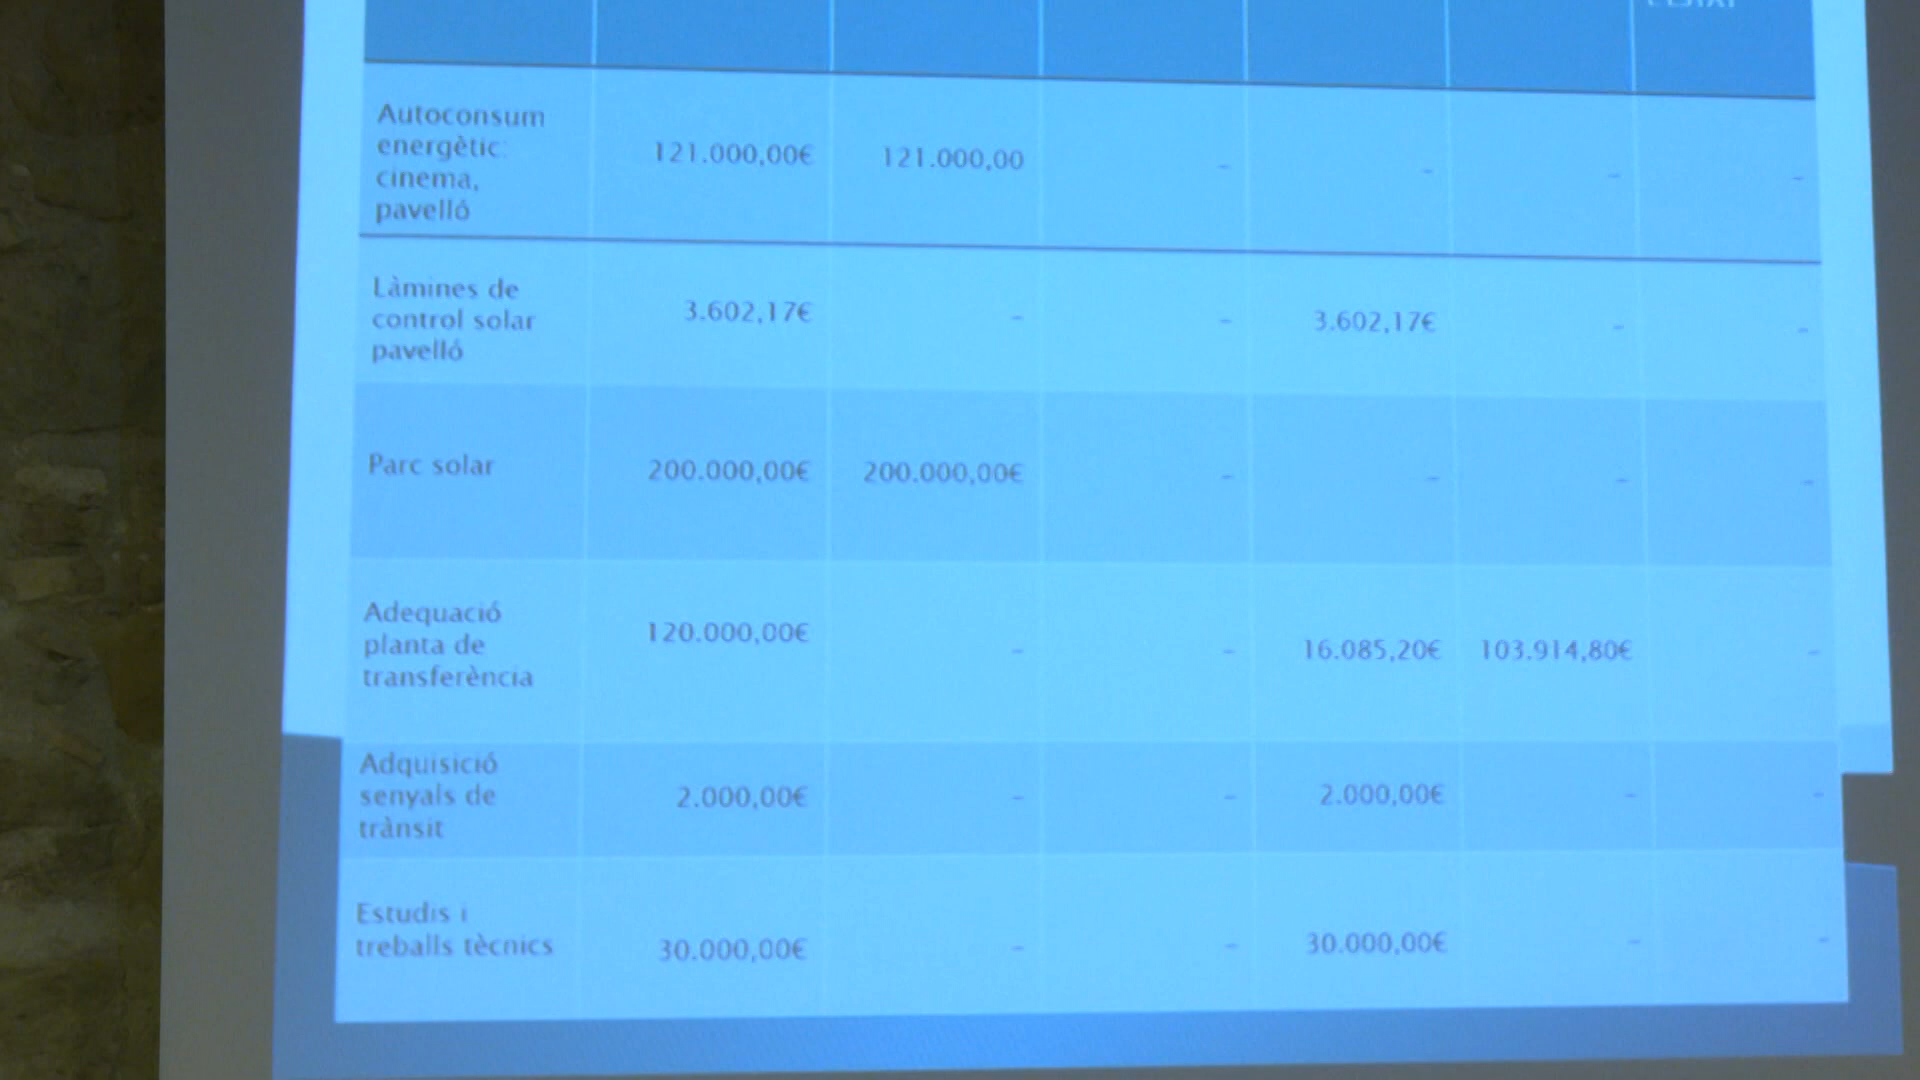 Autoconsum
energètic:
cinema,
pavelló
121.000,00€ 121.000,00 - - - -
Làmines de
control solar
pavelló
3.602,17€ - - 3.602,17€ - -
Parc solar 200.000,00€ 200.000,00€ - - - -
Adequació
planta de
transferència
120.000,00€ - - 16.085,20€ 103.914,80€ -
Adquisició
senyals de
trànsit
2.000,00€ - - 2.000,00€ - -
Estudis i
treballs tècnics
30.000,00€ - - 30.000,00€ - -